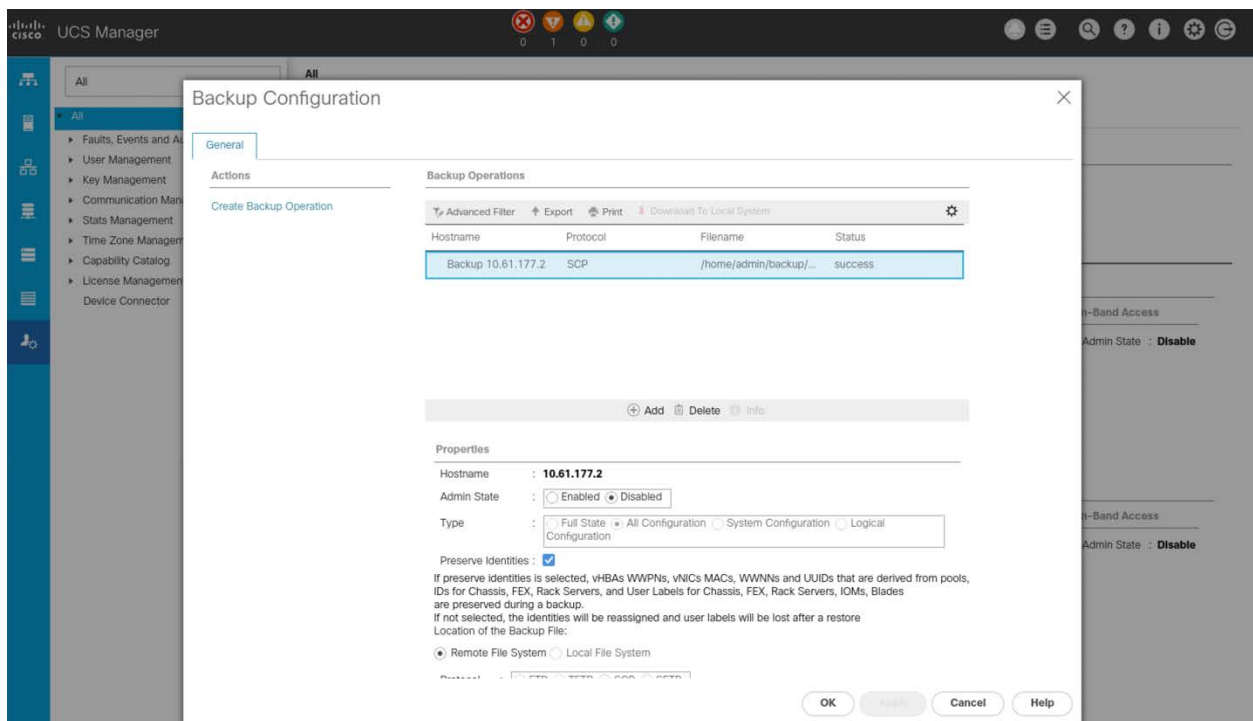 cisco UCS Manager
0 1 0 0
All
All
All
Faults, Events and Au
User Management
Key Management
Communication Man
Stats Management
Time Zone Managem
Capability Catalog
License Management
Device Connector
Backup Configuration
General
Actions
Create Backup Operation
Backup Operations
Advanced Filter Export Print Download To Local System
Hostname Protocol Filename Status
Backup 10.61.177.2 SCP /home/admin/backup/... success
Add Delete Info
Properties
Hostname : 10.61.177.2
Admin State : Enabled Disabled
Type : Full State All Configuration System Configuration Logical
Configuration
Preserve Identities :
If preserve identities is selected, vHBAs WWPNs, vNICs MACs, WWNNs and UUIDs that are derived from pools,
IDs for Chassis, FEX, Rack Servers, and User Labels for Chassis, FEX, Rack Servers, IOMs, Blades
are preserved during a backup.
If not selected, the identities will be reassigned and user labels will be lost after a restore
Location of the Backup File:
Remote File System Local File System
Protocol : FTP TFTP SCP SFTP
OK Apply Cancel Help
n-Band Access
Admin State : Disable
n-Band Access
Admin State : Disable